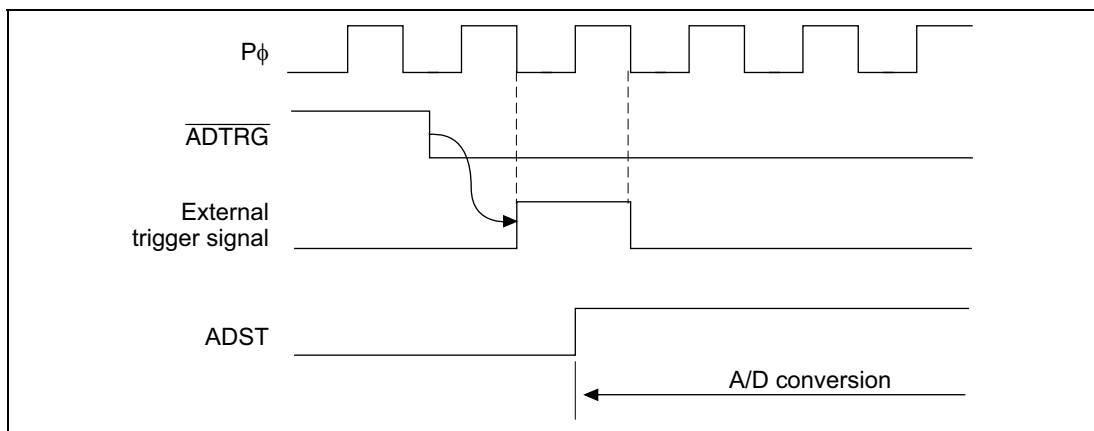 Pϕ
ADTRG
External
trigger signal
ADST
A/D conversion